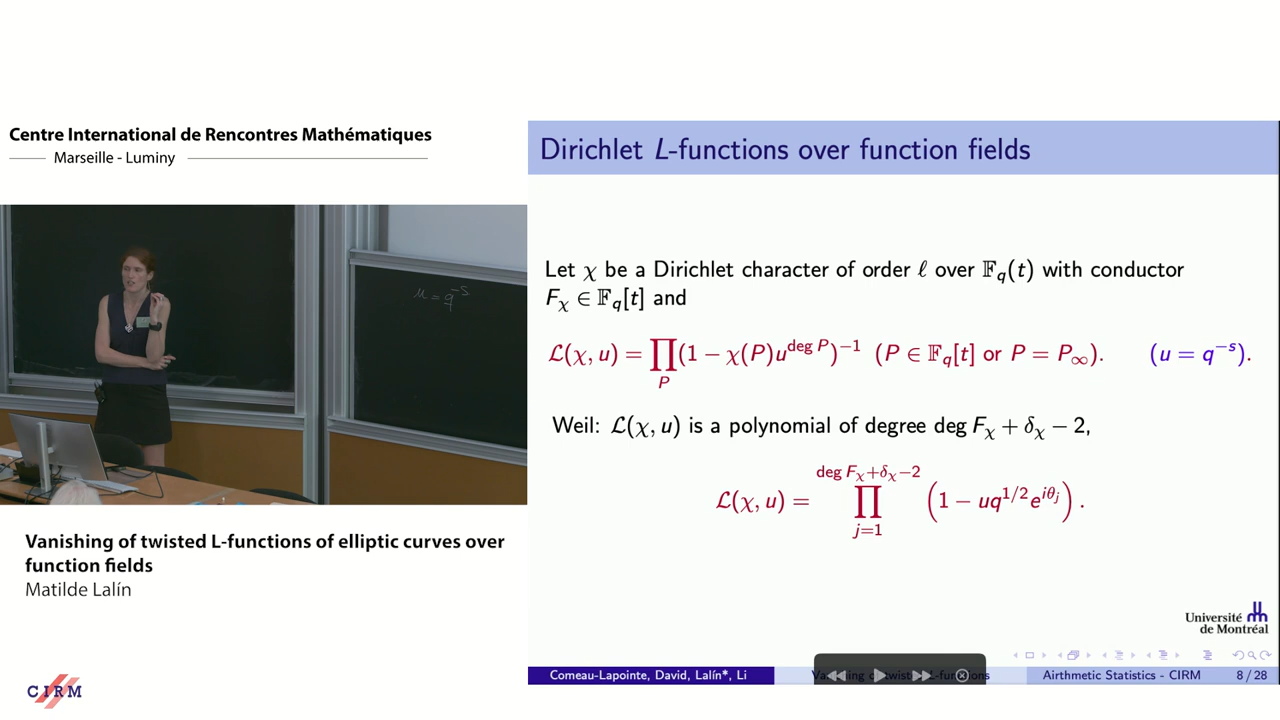 Centre International de Rencontres Mathématiques
Marseille - Luminy
u = q^{-s}
Vanishing of twisted L-functions of elliptic curves over
function fields
Matilde Lalín
CIRM
Dirichlet L-functions over function fields
Let χ be a Dirichlet character of order ℓ over 𝔽_q(t) with conductor
F_χ ∈ 𝔽_q[t] and
ℒ(χ, u) = ∏_P (1 − χ(P)u^{deg P})^{−1} (P ∈ 𝔽_q[t] or P = P_∞). (u = q^{−s}).
Weil: ℒ(χ, u) is a polynomial of degree deg F_χ + δ_χ − 2,
ℒ(χ, u) = ∏_{j=1}^{deg F_χ+δ_χ−2} (1 − uq^{1/2}e^{iθ_j}).
Université
de Montréal
Comeau-Lapointe, David, Lalín*, Li
Vanishing of twisted L-functions
Airthmetic Statistics - CIRM
8 / 28